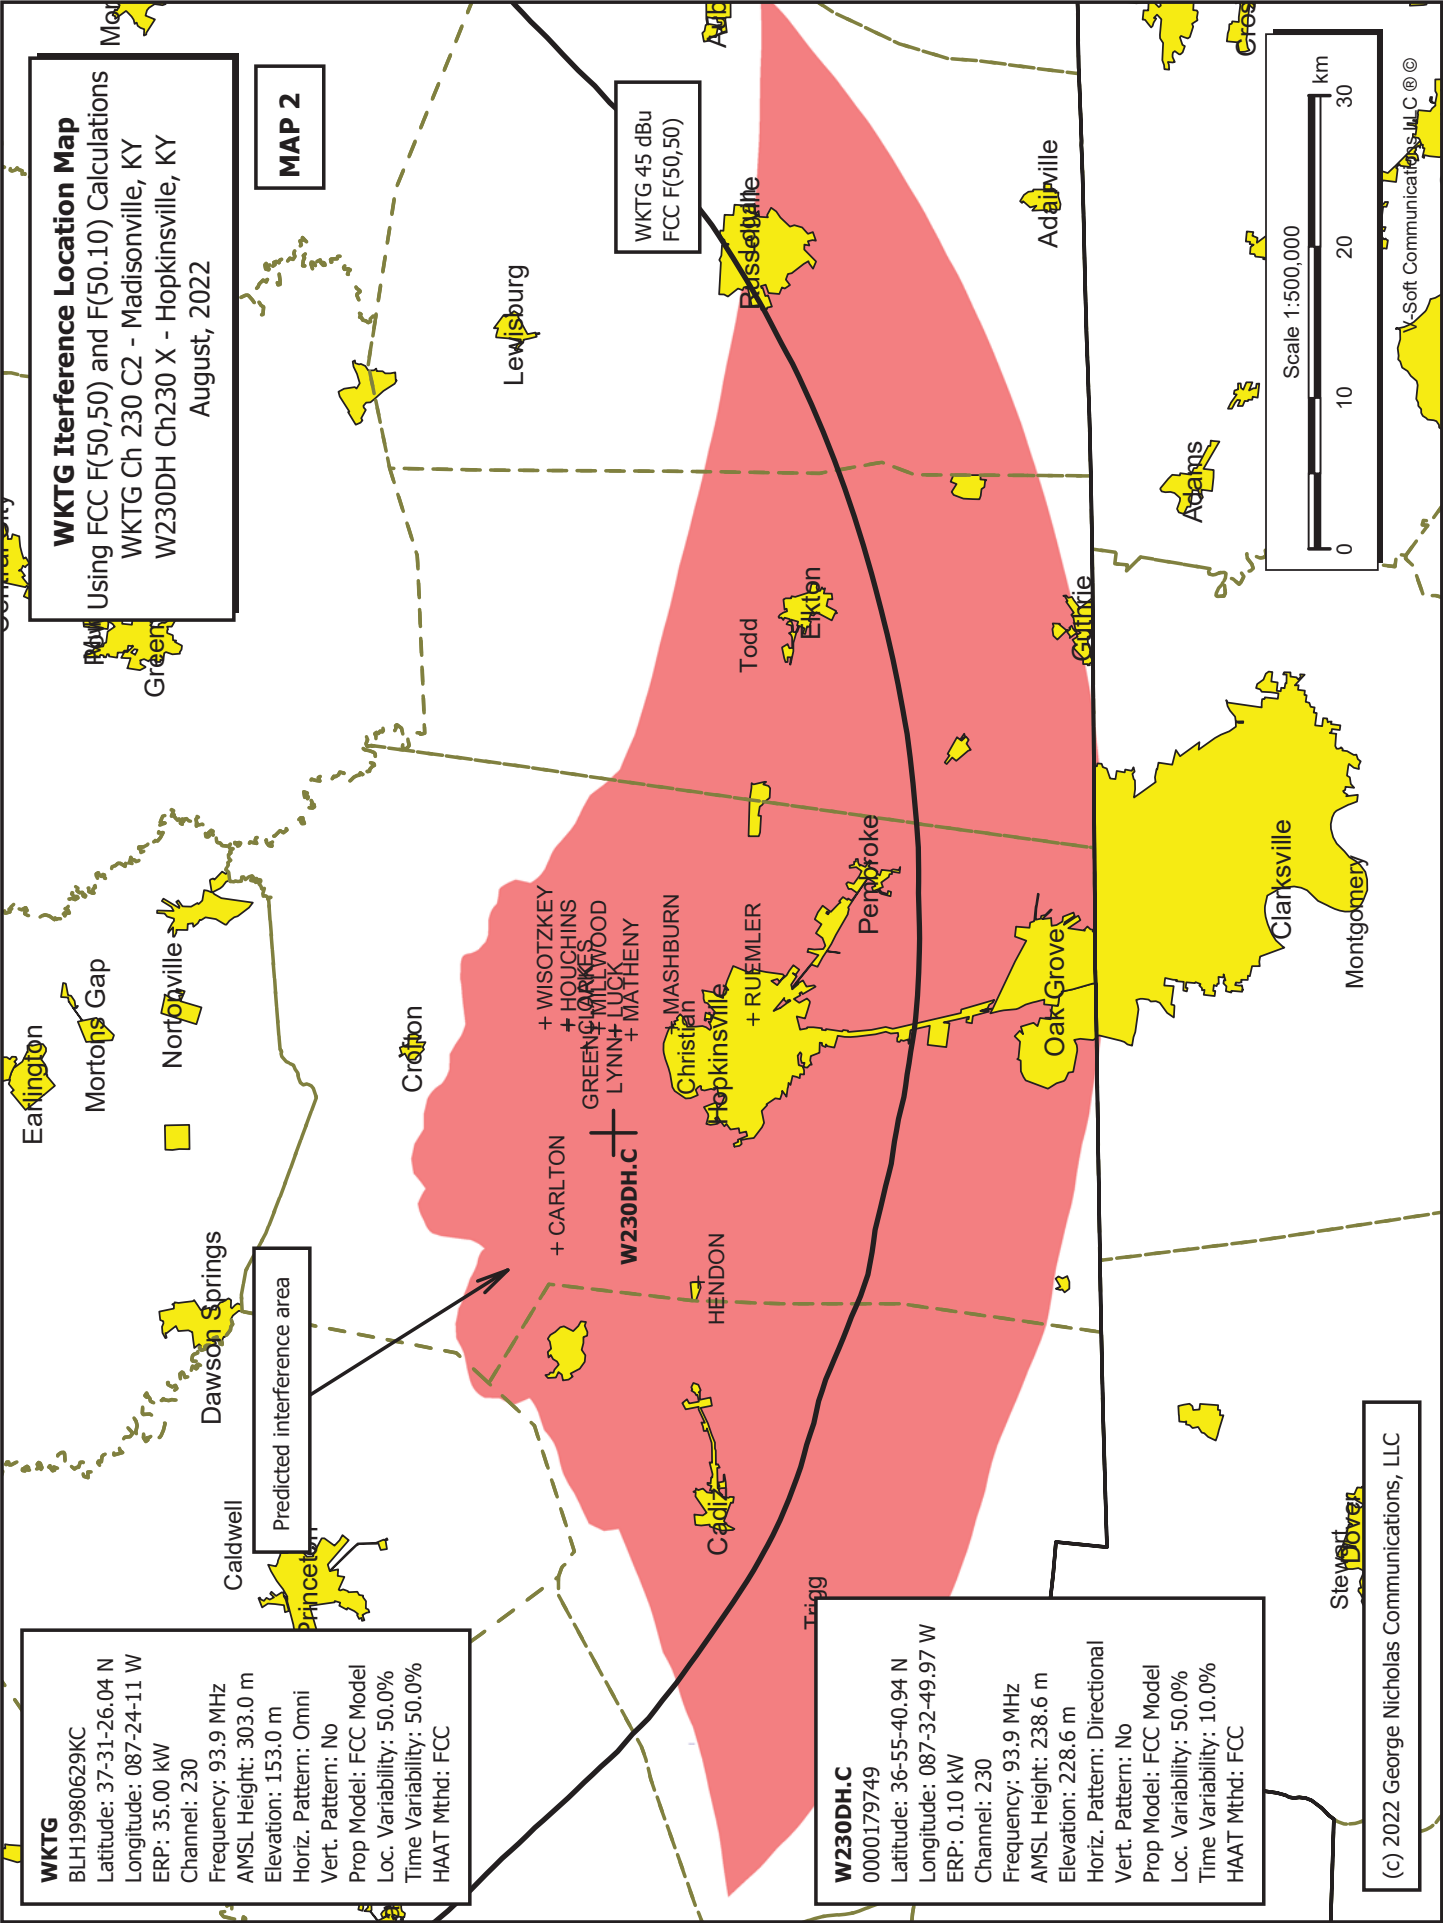 WKTG Iterference Location Map
Using FCC F(50,50) and F(50.10) Calculations
WKTG Ch 230 C2 - Madisonville, KY
W230DH Ch230 X - Hopkinsville, KY
August, 2022
MAP 2
WKTG 45 dBu
FCC F(50,50)
Predicted interference area
WKTG
BLH19980629KC
Latitude: 37-31-26.04 N
Longitude: 087-24-11 W
ERP: 35.00 kW
Channel: 230
Frequency: 93.9 MHz
AMSL Height: 303.0 m
Elevation: 153.0 m
Horiz. Pattern: Omni
Vert. Pattern: No
Prop Model: FCC Model
Loc. Variability: 50.0%
Time Variability: 50.0%
HAAT Mthd: FCC
W230DH.C
0000179749
Latitude: 36-55-40.94 N
Longitude: 087-32-49.97 W
ERP: 0.10 kW
Channel: 230
Frequency: 93.9 MHz
AMSL Height: 238.6 m
Elevation: 228.6 m
Horiz. Pattern: Directional
Vert. Pattern: No
Prop Model: FCC Model
Loc. Variability: 50.0%
Time Variability: 10.0%
HAAT Mthd: FCC
Earlington
Mortons Gap
Nortonville
Dawson Springs
Caldwell
Princeton
Crofton
Green
Lewisburg
Russellville
Logan
Adairville
Todd
Elkton
Guthrie
Adams
Pembroke
+ WISOTZKEY
+ HOUCHINS
GREEN
CLARKES
+ MILLWOOD
LYNN
+ LUCK
+ MATHENY
+ MASHBURN
+ RUEMLER
+ CARLTON
W230DH.C
+
HENDON
Christian
Hopkinsville
Oak Grove
Clarksville
Montgomery
Cadiz
Trigg
Stewart
Dover
Scale 1:500,000
0 10 20 30
km
V-Soft Communications LLC ® ©
(c) 2022 George Nicholas Communications, LLC